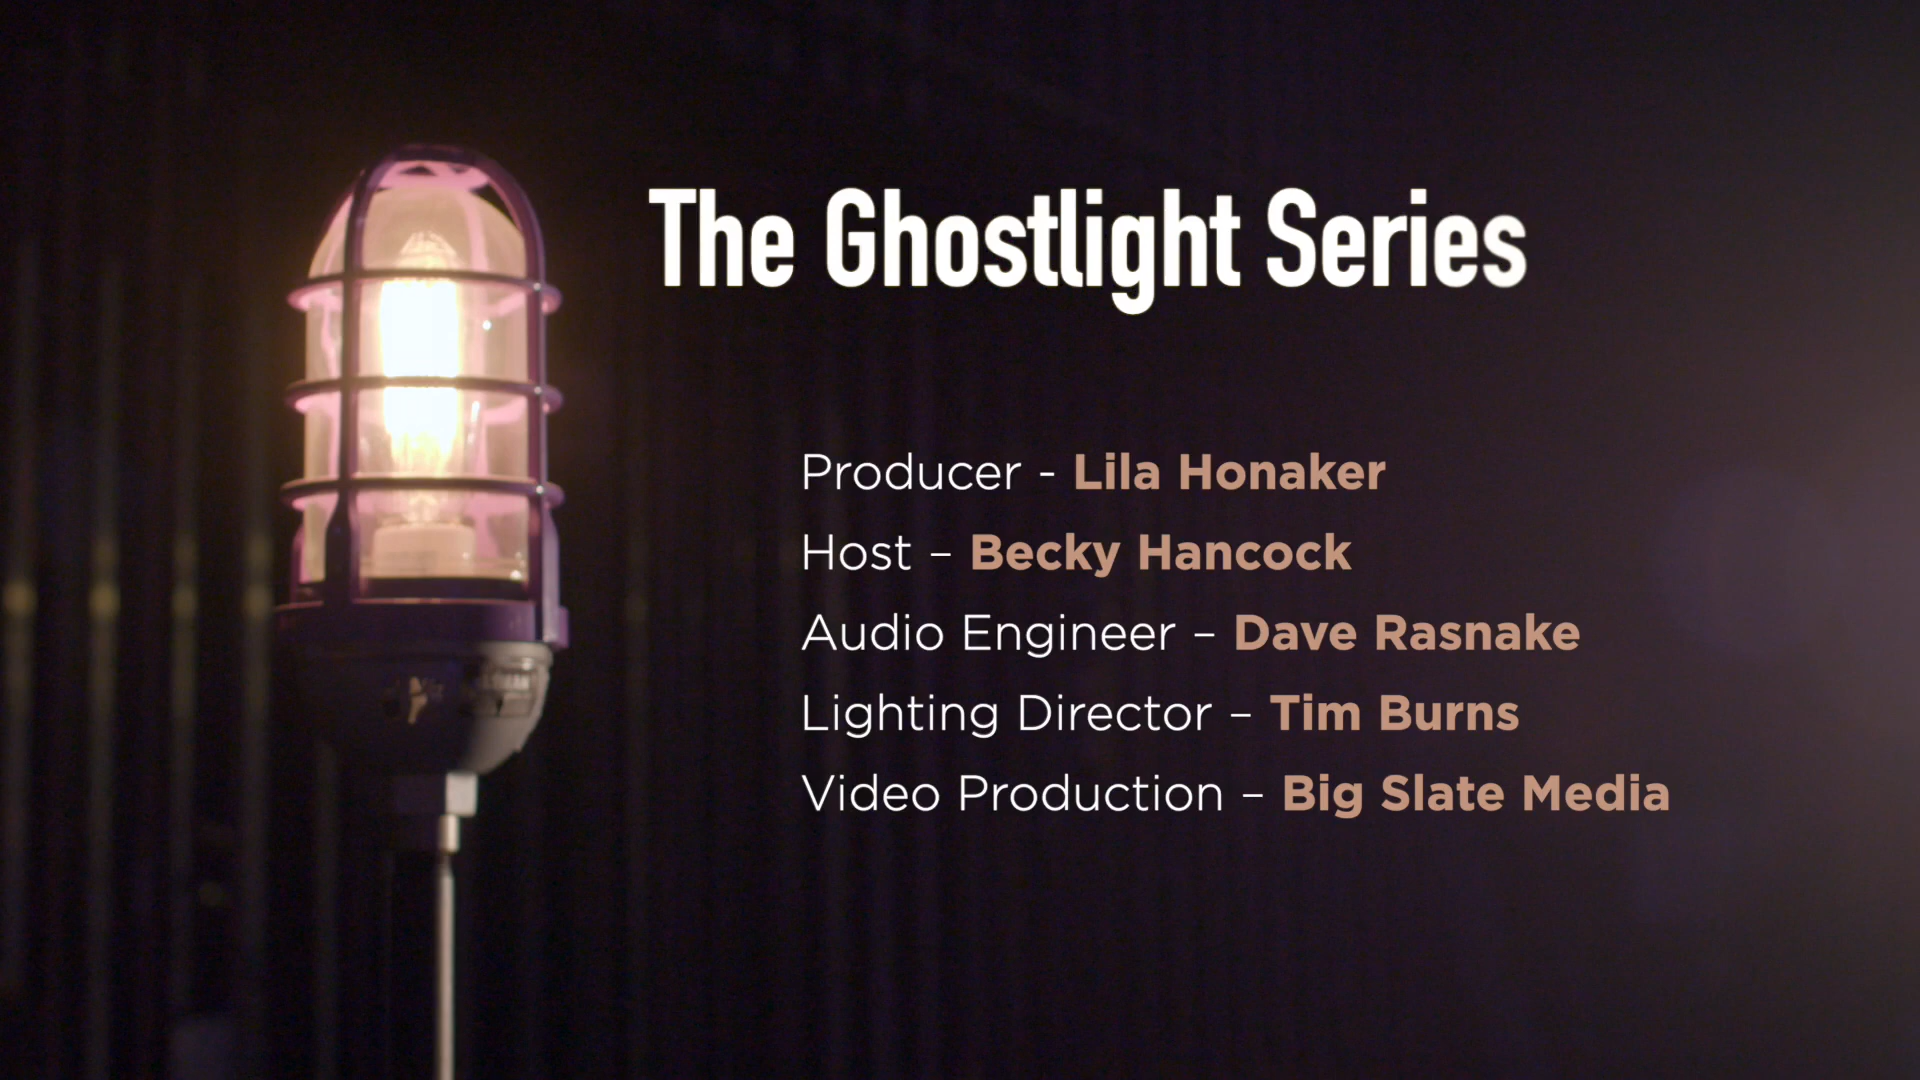 The Ghostlight Series
Producer - Lila Honaker
Host – Becky Hancock
Audio Engineer – Dave Rasnake
Lighting Director – Tim Burns
Video Production – Big Slate Media